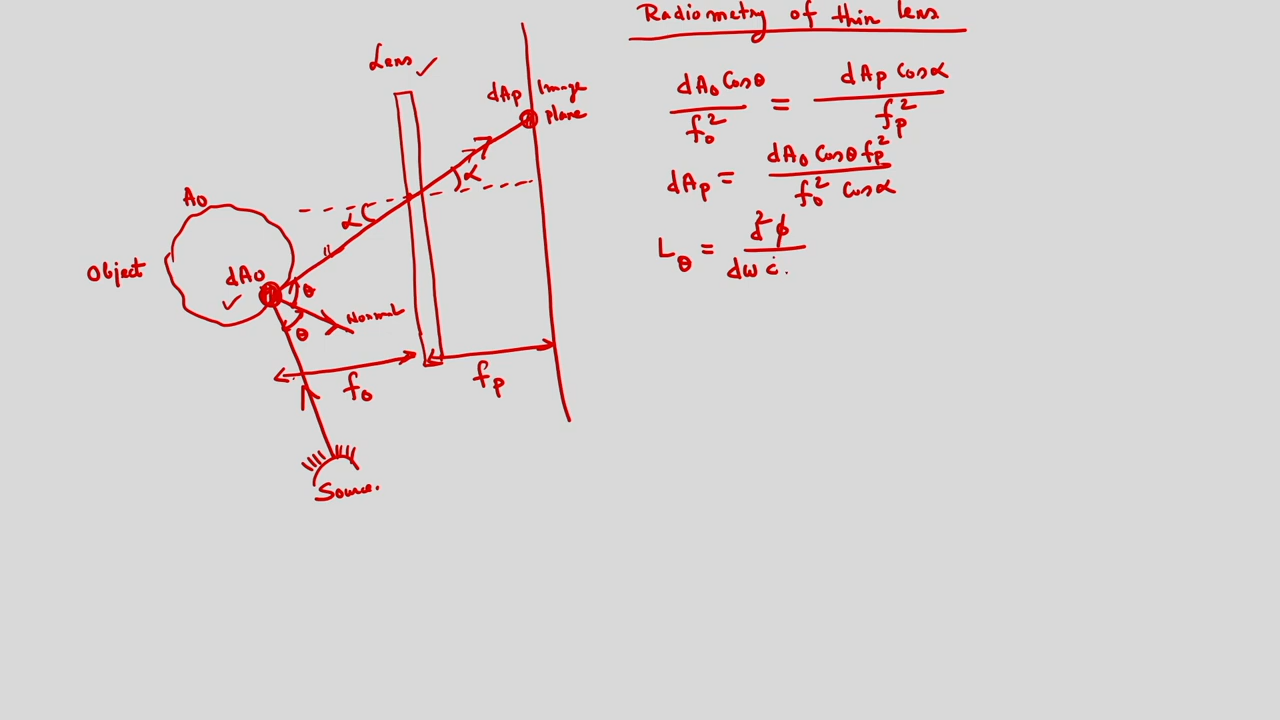 Radiometry of thin lens
Lens ✓
dAp Image
plane
α
Ao
α
Object
dAo
✓
θ
Normal
θ
fo
fp
Source.
dAo Cosθ / fo² = dAp Cosα / fp²
dAp = dAo Cosθ fp² / fo² Cosα
Lθ = d²ϕ / dω c.